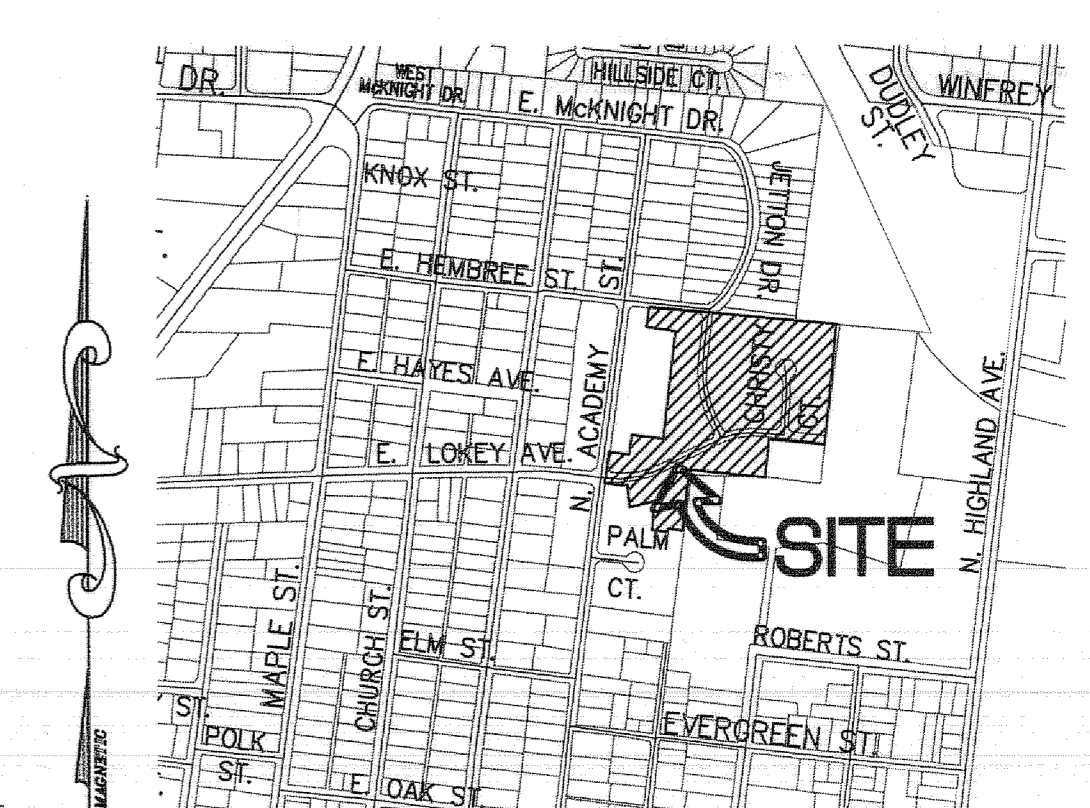 DR.
WEST
McKNIGHT DR.
HILLSIDE CT.
E. McKNIGHT DR.
DUDLEY
ST.
WINFREY
KNOX ST.
JETTON DR.
E. HEMBREE ST.
N. ACADEMY ST.
CHRISTY
CT.
E. HAYES AVE.
E. LOKEY AVE.
N. HIGHLAND AVE.
SITE
PALM
CT.
MAPLE ST.
CHURCH ST.
ELM ST.
ROBERTS ST.
ST.
POLK
ST.
EVERGREEN ST.
E. OAK ST.
MAGNETIC